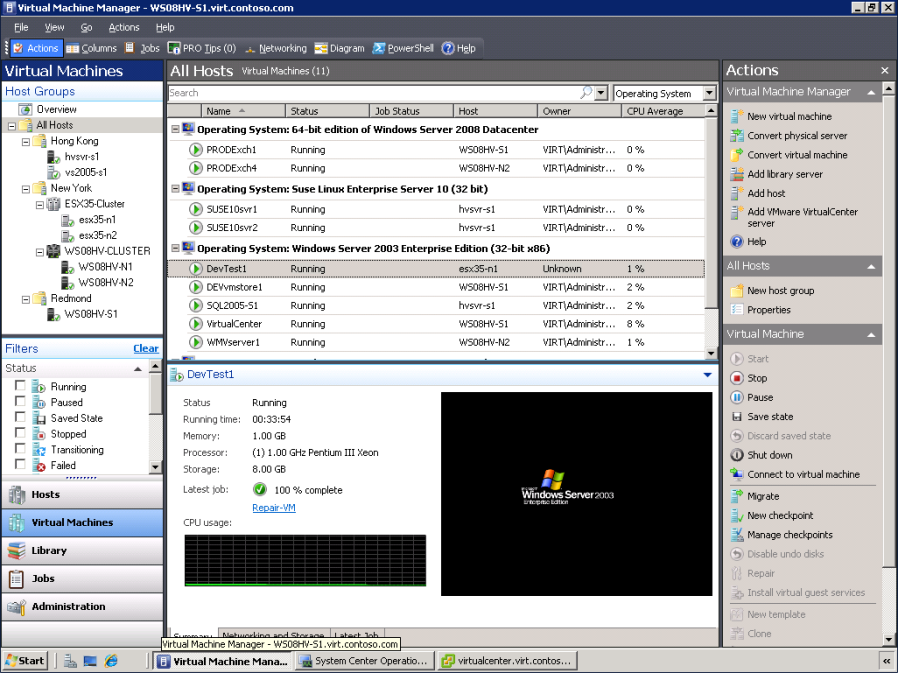 Virtual Machine Manager - WS08HV-S1.virt.contoso.com
File View Go Actions Help
Actions Columns Jobs PRO Tips (0) Networking Diagram PowerShell Help
Virtual Machines
Host Groups
Overview
All Hosts
Hong Kong
hvsvr-s1
vs2005-s1
New York
ESX35-Cluster
esx35-n1
esx35-n2
WS08HV-CLUSTER
WS08HV-N1
WS08HV-N2
Redmond
WS08HV-S1
Filters Clear
Status
Running
Paused
Saved State
Stopped
Transitioning
Failed
Hosts
Virtual Machines
Library
Jobs
Administration
All Hosts Virtual Machines (11)
Search Operating System
Name Status Job Status Host Owner CPU Average
Operating System: 64-bit edition of Windows Server 2008 Datacenter
PRODExch1 Running WS08HV-S1 VIRT\Administr... 0 %
PRODExch4 Running WS08HV-N2 VIRT\Administr... 0 %
Operating System: Suse Linux Enterprise Server 10 (32 bit)
SUSE10svr1 Running hvsvr-s1 VIRT\Administr... 0 %
SUSE10svr2 Running hvsvr-s1 VIRT\Administr... 0 %
Operating System: Windows Server 2003 Enterprise Edition (32-bit x86)
DevTest1 Running esx35-n1 Unknown 1 %
DEVvmstore1 Running WS08HV-S1 VIRT\Administr... 2 %
SQL2005-S1 Running hvsvr-s1 VIRT\Administr... 2 %
VirtualCenter Running WS08HV-S1 VIRT\Administr... 8 %
WMVserver1 Running WS08HV-N2 VIRT\Administr... 1 %
DevTest1
Status Running
Running time: 00:33:54
Memory: 1.00 GB
Processor: (1) 1.00 GHz Pentium III Xeon
Storage: 8.00 GB
Latest job: 100 % complete
Repair-VM
CPU usage:
Windows Server 2003
Enterprise Edition
Summary Networking and Storage Latest Job
Virtual Machine Manager - WS08HV-S1.virt.contoso.com
Actions
Virtual Machine Manager
New virtual machine
Convert physical server
Convert virtual machine
Add library server
Add host
Add VMware VirtualCenter
server
Help
All Hosts
New host group
Properties
Virtual Machine
Start
Stop
Pause
Save state
Discard saved state
Shut down
Connect to virtual machine
Migrate
New checkpoint
Manage checkpoints
Disable undo disks
Repair
Install virtual guest services
New template
Clone
Start Virtual Machine Mana... System Center Operatio... virtualcenter.virt.contos...